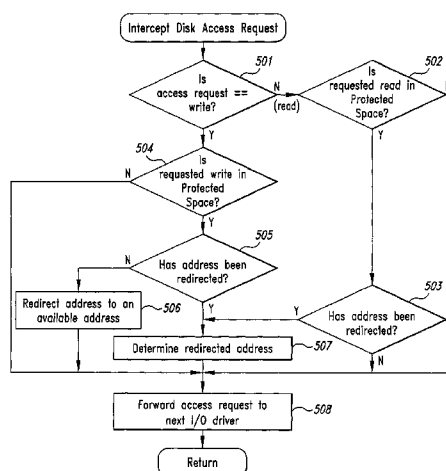 Intercept Disk Access Request
501
Is
access request ==
write?
N
(read)
Y
502
Is
requested read in
Protected
Space?
N
Y
504
Is
requested write in
Protected
Space?
N
Y
505
Has address been
redirected?
N
Y
503
Has address been
redirected?
Y
N
Redirect address to an
available address
506
Determine redirected address
507
Forward access request to
next i/O driver
508
Return